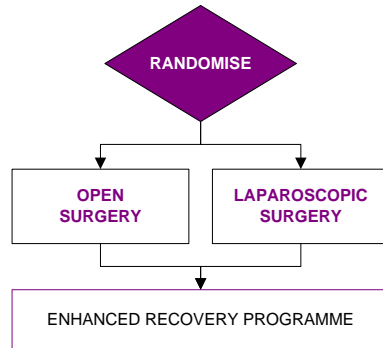 RANDOMISE
OPEN
SURGERY
LAPAROSCOPIC
SURGERY
ENHANCED RECOVERY PROGRAMME